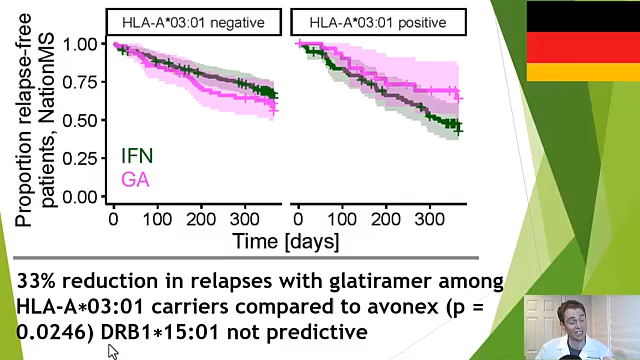 HLA-A*03:01 negative
HLA-A*03:01 positive
Proportion relapse-free
patients, NationMS
1.00
0.75
0.50
0.25
0.00
IFN
GA
0 100 200 300
0 100 200 300
Time [days]
33% reduction in relapses with glatiramer among
HLA-A*03:01 carriers compared to avonex (p =
0.0246) DRB1*15:01 not predictive